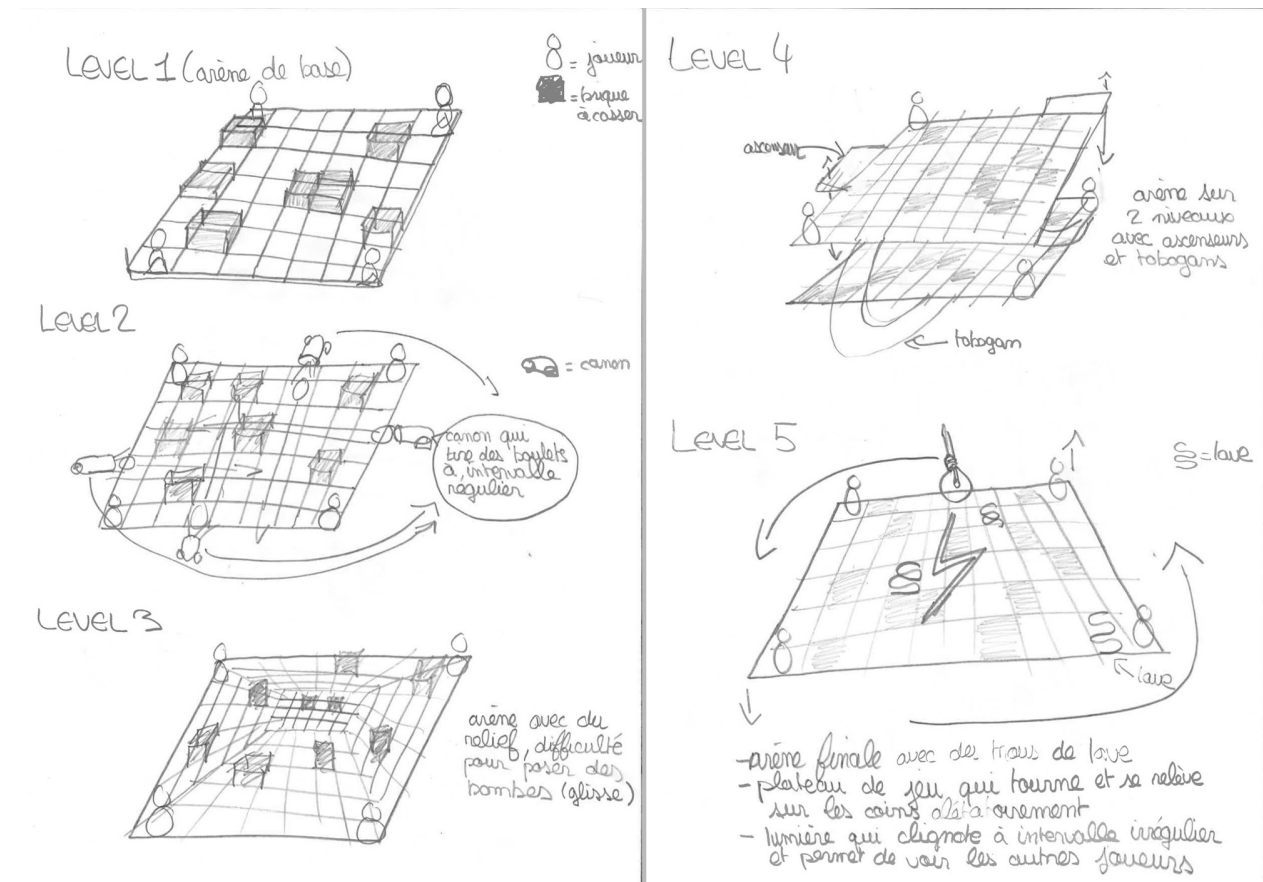 LEVEL 1 (arène de base)
= joueur
= brique
à casser
LEVEL 2
= canon
canon qui
tire des boulets
à intervalle
régulier
LEVEL 3
arène avec du
relief, difficulté
pour poser des
bombes (glisse)
LEVEL 4
ascenseur
arène sur
2 niveaux
avec ascenseurs
et tobogans
tobogan
LEVEL 5
= lave
lave
- arène finale avec des trous de lave
- plateau de jeu qui tourne et se relève
sur les coins
- lumière qui clignote à intervalle irrégulier
et permet de voir les autres joueurs